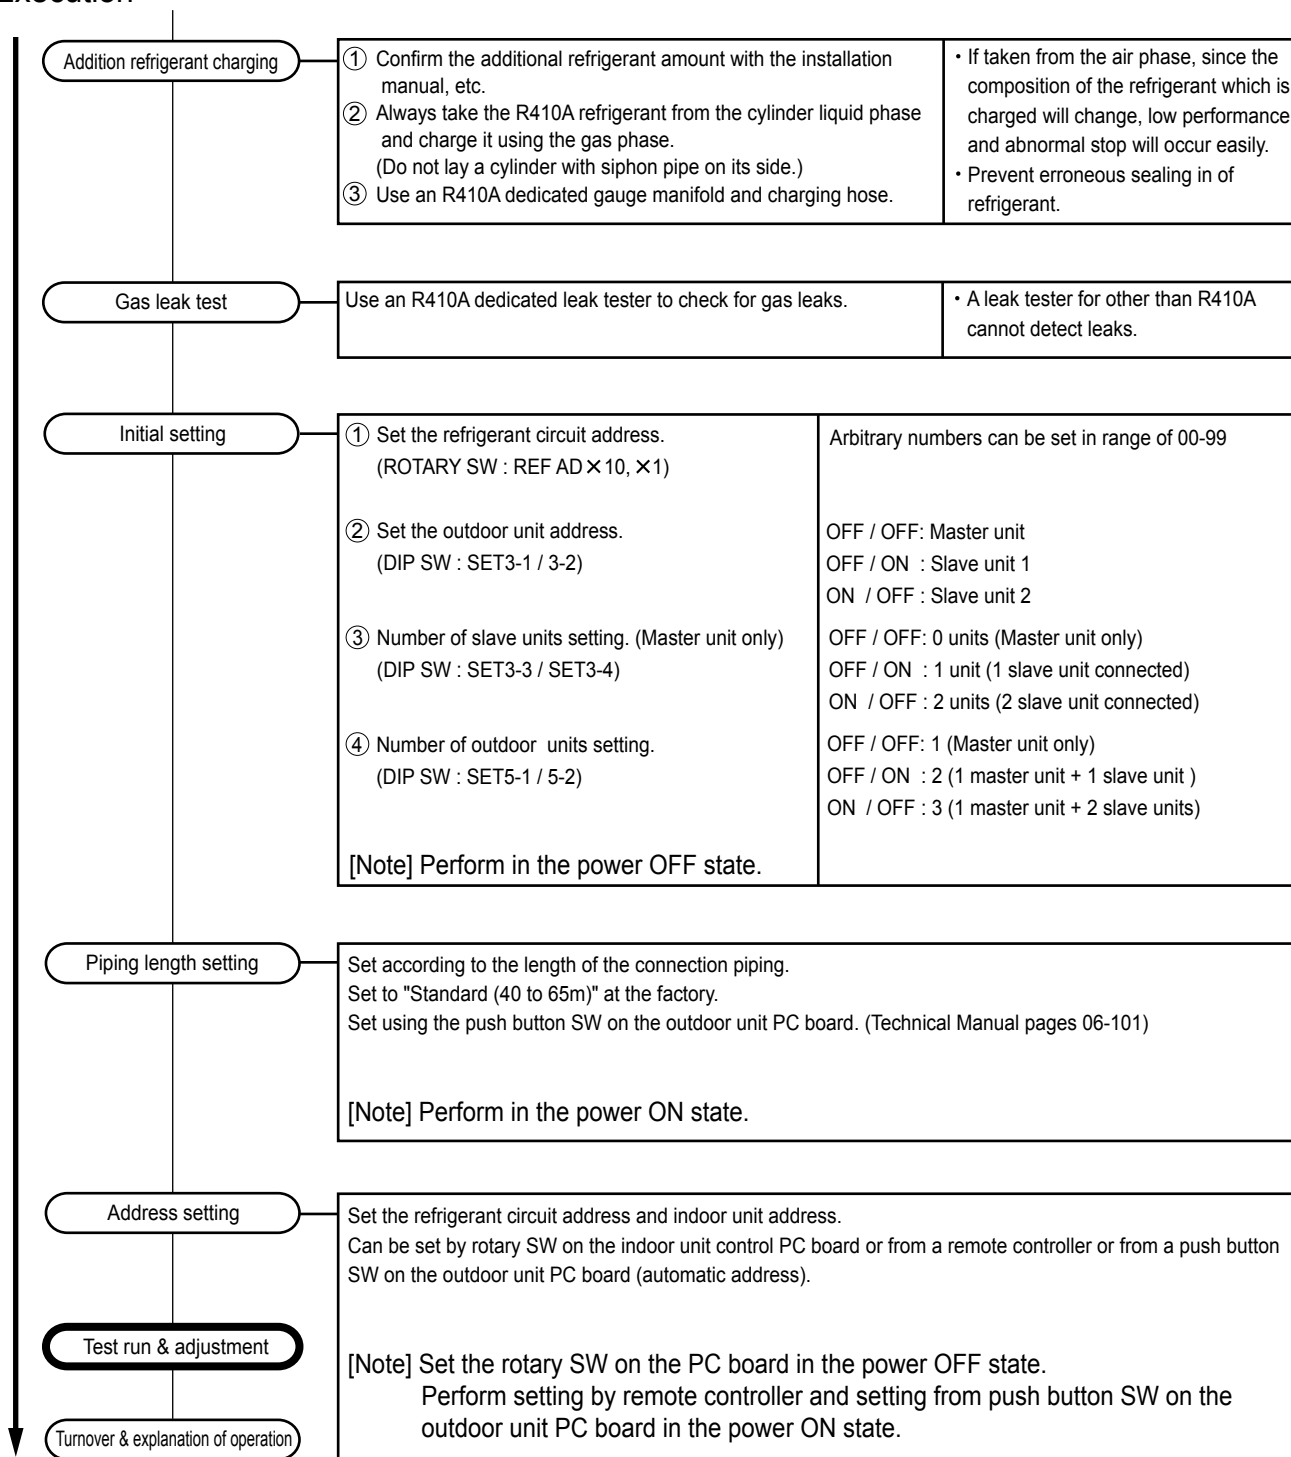 Execution
Addition refrigerant charging
① Confirm the additional refrigerant amount with the installation
manual, etc.
② Always take the R410A refrigerant from the cylinder liquid phase
and charge it using the gas phase.
(Do not lay a cylinder with siphon pipe on its side.)
③ Use an R410A dedicated gauge manifold and charging hose.
・If taken from the air phase, since the
composition of the refrigerant which is
charged will change, low performance
and abnormal stop will occur easily.
・Prevent erroneous sealing in of
refrigerant.
Gas leak test
Use an R410A dedicated leak tester to check for gas leaks.
・A leak tester for other than R410A
cannot detect leaks.
Initial setting
① Set the refrigerant circuit address.
(ROTARY SW : REF AD×10, ×1)
Arbitrary numbers can be set in range of 00-99
② Set the outdoor unit address.
(DIP SW : SET3-1 / 3-2)
OFF / OFF: Master unit
OFF / ON : Slave unit 1
ON / OFF : Slave unit 2
③ Number of slave units setting. (Master unit only)
(DIP SW : SET3-3 / SET3-4)
OFF / OFF: 0 units (Master unit only)
OFF / ON : 1 unit (1 slave unit connected)
ON / OFF : 2 units (2 slave unit connected)
④ Number of outdoor units setting.
(DIP SW : SET5-1 / 5-2)
OFF / OFF: 1 (Master unit only)
OFF / ON : 2 (1 master unit + 1 slave unit )
ON / OFF : 3 (1 master unit + 2 slave units)
[Note] Perform in the power OFF state.
Piping length setting
Set according to the length of the connection piping.
Set to "Standard (40 to 65m)" at the factory.
Set using the push button SW on the outdoor unit PC board. (Technical Manual pages 06-101)
[Note] Perform in the power ON state.
Address setting
Set the refrigerant circuit address and indoor unit address.
Can be set by rotary SW on the indoor unit control PC board or from a remote controller or from a push button
SW on the outdoor unit PC board (automatic address).
Test run & adjustment
[Note] Set the rotary SW on the PC board in the power OFF state.
Perform setting by remote controller and setting from push button SW on the
outdoor unit PC board in the power ON state.
Turnover & explanation of operation